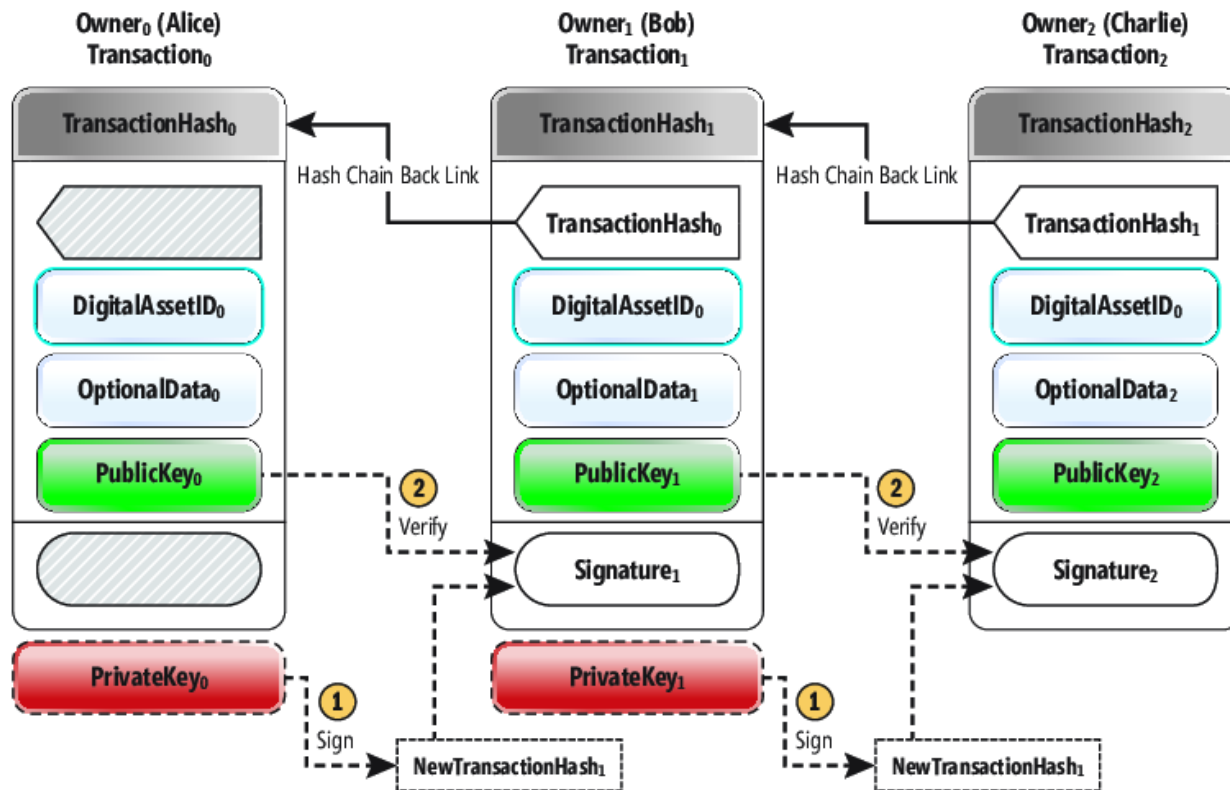 Owner₀ (Alice)
Transaction₀
TransactionHash₀
DigitalAssetID₀
OptionalData₀
PublicKey₀
PrivateKey₀
Hash Chain Back Link
2
Verify
1
Sign
NewTransactionHash₁
Owner₁ (Bob)
Transaction₁
TransactionHash₁
TransactionHash₀
DigitalAssetID₀
OptionalData₁
PublicKey₁
Signature₁
PrivateKey₁
Hash Chain Back Link
2
Verify
1
Sign
NewTransactionHash₁
Owner₂ (Charlie)
Transaction₂
TransactionHash₂
TransactionHash₁
DigitalAssetID₀
OptionalData₂
PublicKey₂
Signature₂